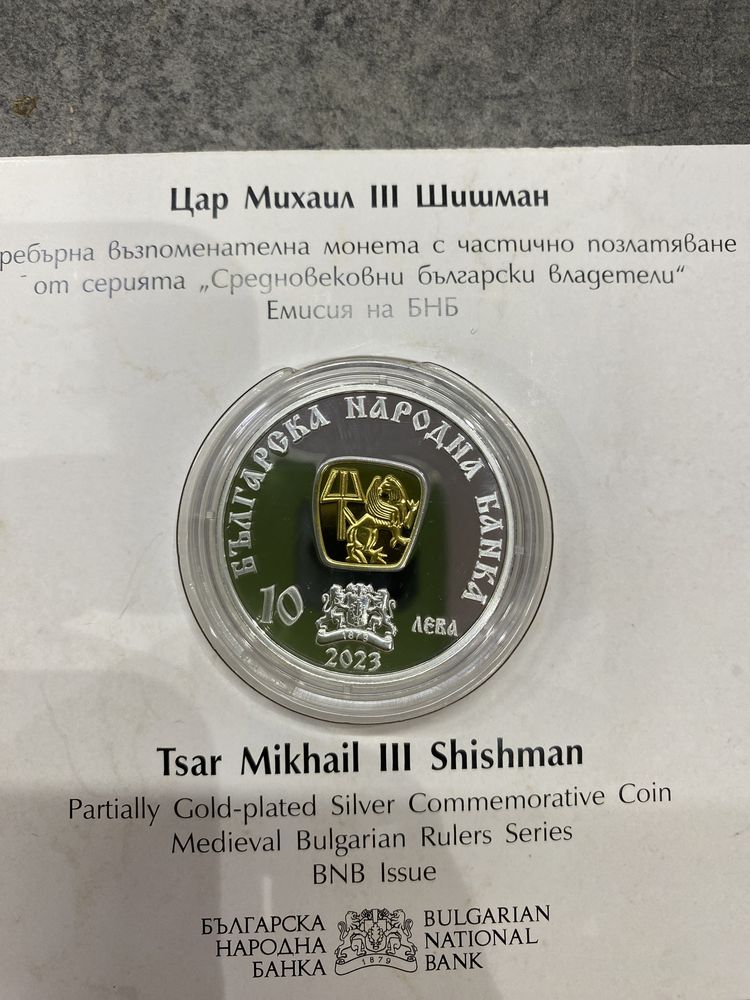 Цар Михаил III Шишман
ребърна възпоменателна монета с частично позлатяване
от серията „Средновековни български владетели“
Емисия на БНБ
БЪЛГАРСКА НАРОДНА БАНКА
10
ЛЕВА
1879
2023
Tsar Mikhail III Shishman
Partially Gold-plated Silver Commemorative Coin
Medieval Bulgarian Rulers Series
BNB Issue
БЪЛГАРСКА
НАРОДНА
БАНКА
1879
BULGARIAN
NATIONAL
BANK